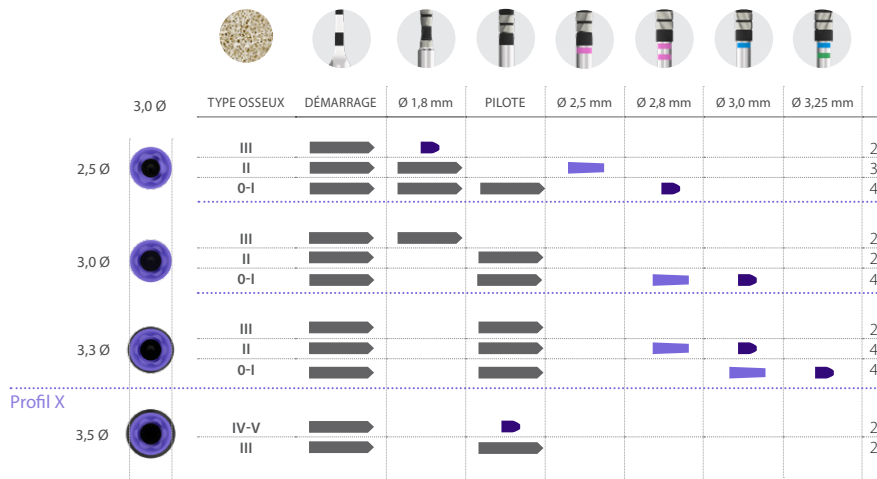 3,0 Ø TYPE OSSEUX DÉMARRAGE Ø 1,8 mm PILOTE Ø 2,5 mm Ø 2,8 mm Ø 3,0 mm Ø 3,25 mm
2,5 Ø
III 2
II 3
0-I 4
3,0 Ø
III 2
II 2
0-I 4
3,3 Ø
III 2
II 4
0-I 4
Profil X
3,5 Ø
IV-V 2
III 2